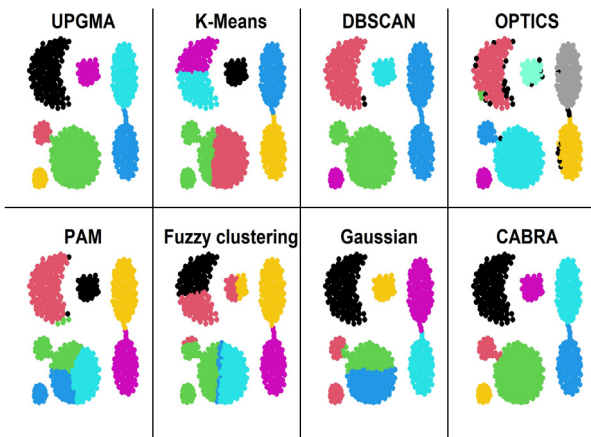 UPGMA
K-Means
DBSCAN
OPTICS
PAM
Fuzzy clustering
Gaussian
CABRA